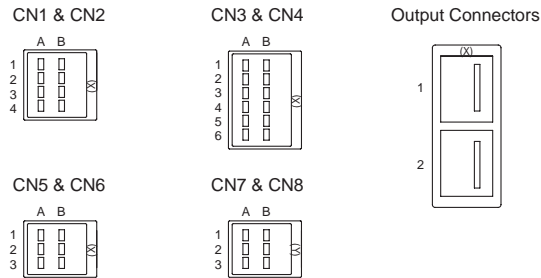 CN1 & CN2
A B
1
2
3
4
(X)
CN3 & CN4
A B
1
2
3
4
5
6
(X)
Output Connectors
(X)
1
2
CN5 & CN6
A B
1
2
3
(X)
CN7 & CN8
A B
1
2
3
(Y)